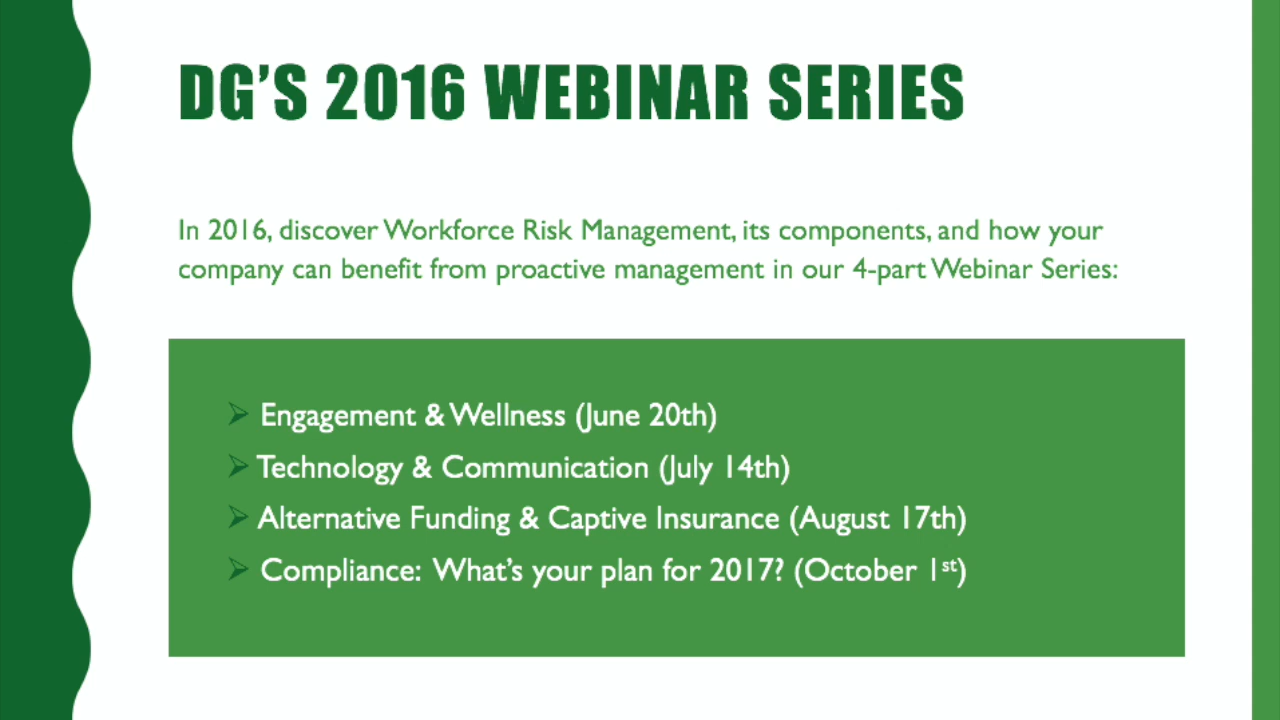 DG'S 2016 WEBINAR SERIES
In 2016, discover Workforce Risk Management, its components, and how your
company can benefit from proactive management in our 4-part Webinar Series:
➢ Engagement & Wellness (June 20th)
➢ Technology & Communication (July 14th)
➢ Alternative Funding & Captive Insurance (August 17th)
➢ Compliance: What's your plan for 2017? (October 1st)